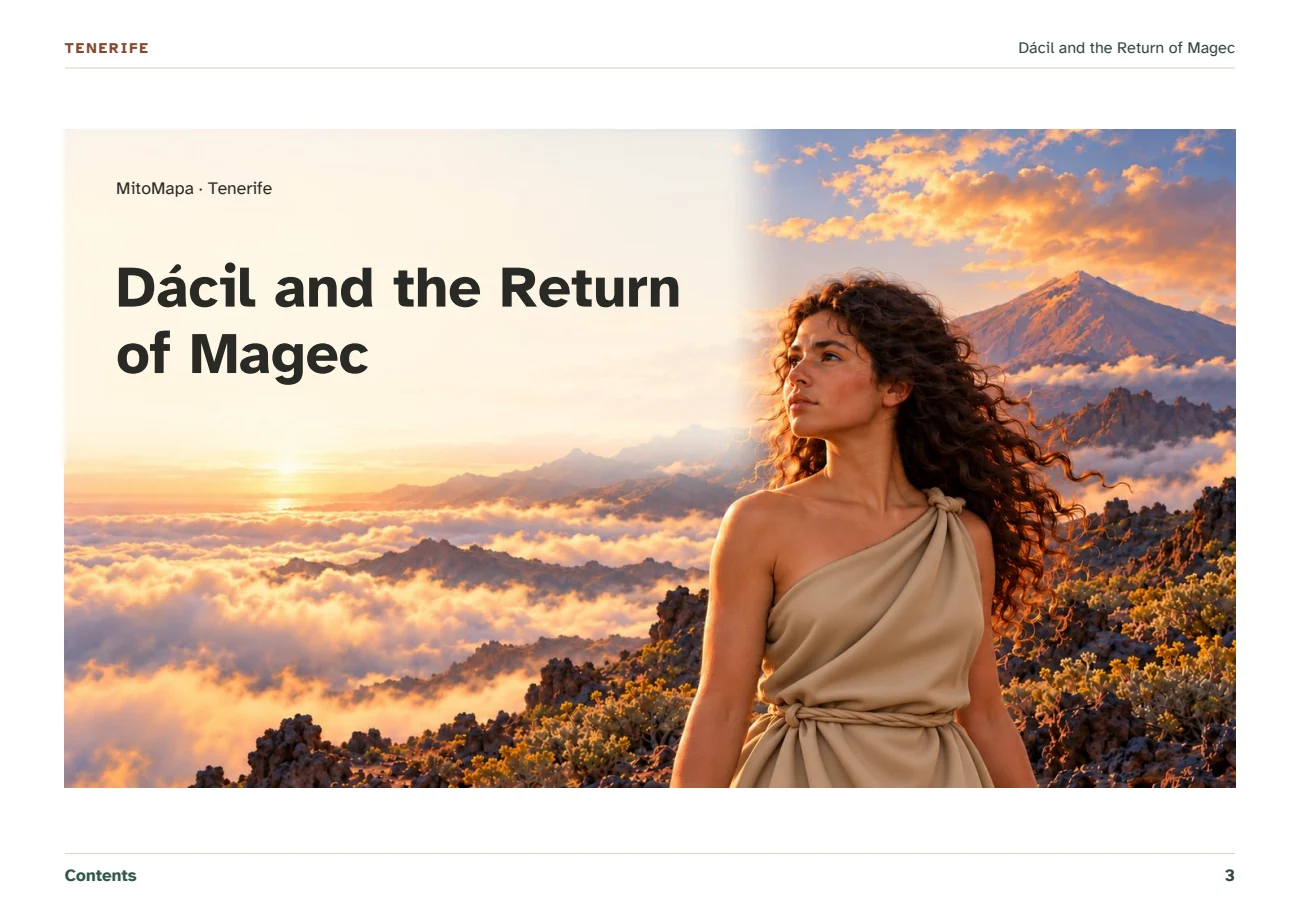 TENERIFE
Dácil and the Return of Magec
MitoMapa · Tenerife
Dácil and the Return
of Magec
Contents
3